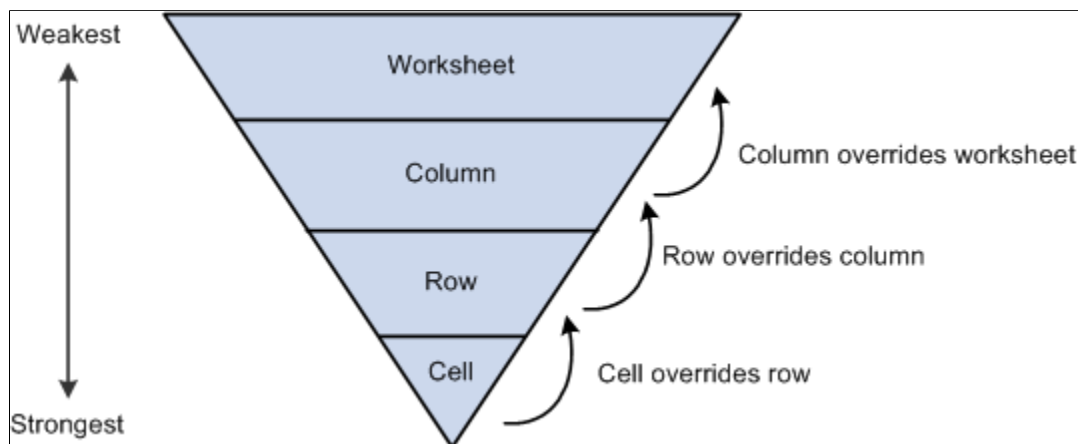 Weakest
Worksheet
Column overrides worksheet
Column
Row overrides column
Row
Cell
Cell overrides row
Strongest